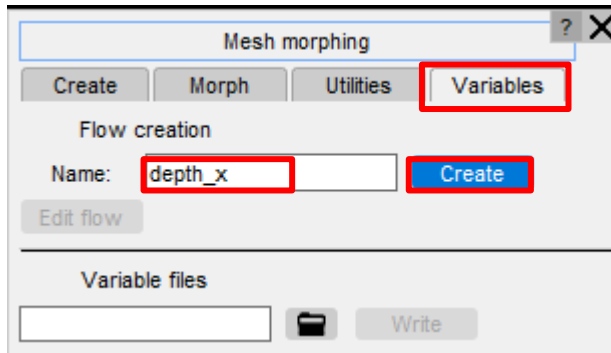 ?
Mesh morphing
Create Morph Utilities Variables
Flow creation
Name: depth_x Create
Edit flow
Variable files
Write